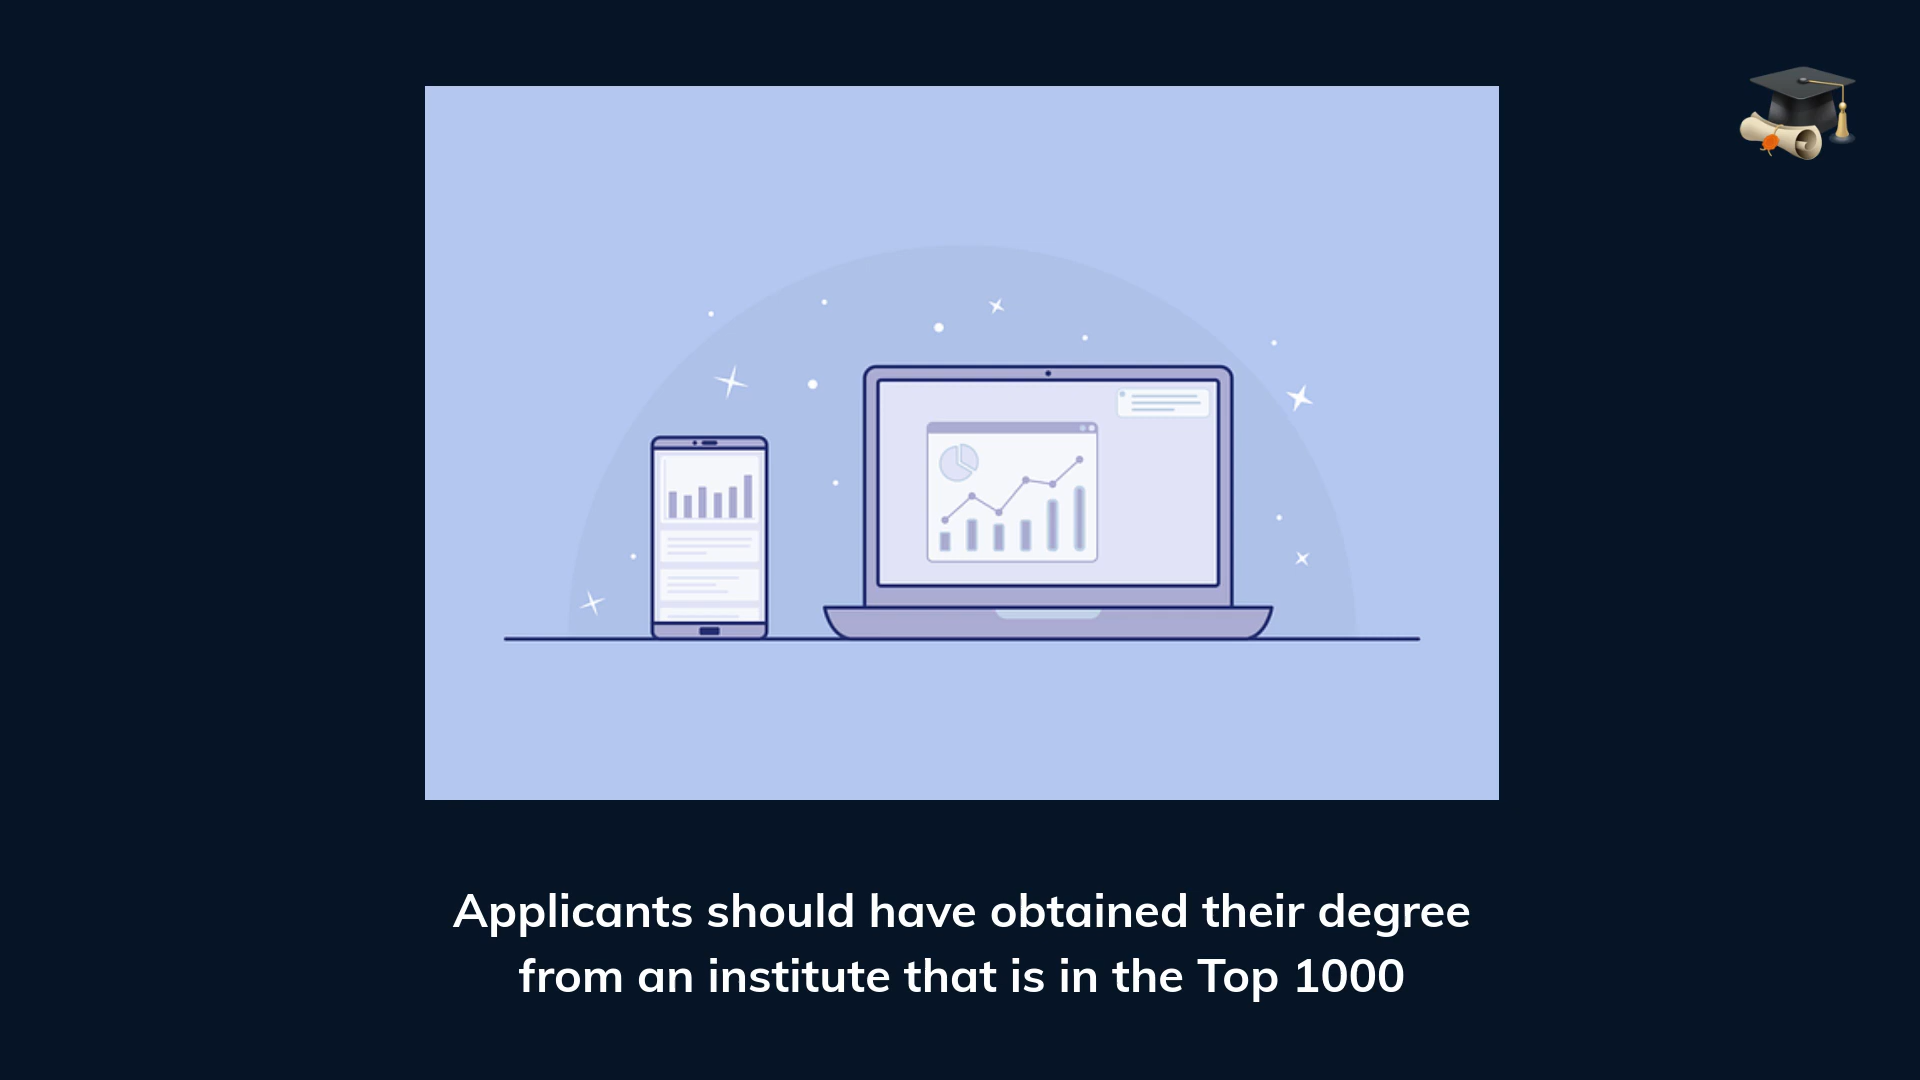 Applicants should have obtained their degree
from an institute that is in the Top 1000